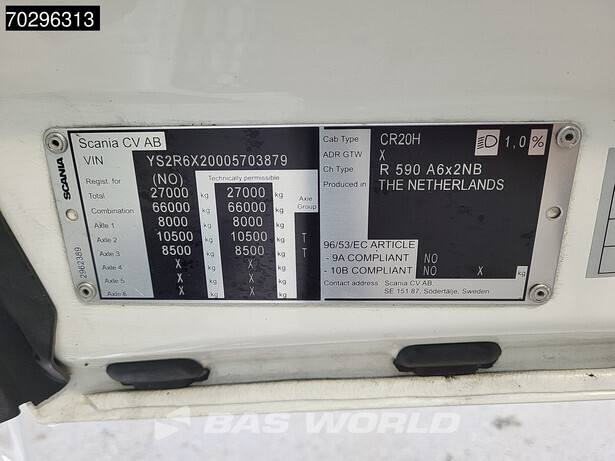 70296313
Scania CV AB
VIN YS2R6X20005703879
Regist. for (NO) Technically permissible
Total 27000 kg 27000 kg Axle Group
Combination 66000 kg 66000 kg
Axle 1 8000 kg 8000 kg
Axle 2 10500 kg 10500 kg T
Axle 3 8500 kg 8500 kg T
Axle 4 X kg X kg
Axle 5 X kg X kg
Axle 6 X kg X kg
SCANIA
2962389
Cab Type CR20H 1,0 %
ADR GTW X
Ch Type R 590 A6x2NB
Produced in THE NETHERLANDS
96/53/EC ARTICLE
- 9A COMPLIANT NO
- 10B COMPLIANT NO X kg
Contact address Scania CV AB,
SE 151 87, Södertälje, Sweden
BAS WORLD